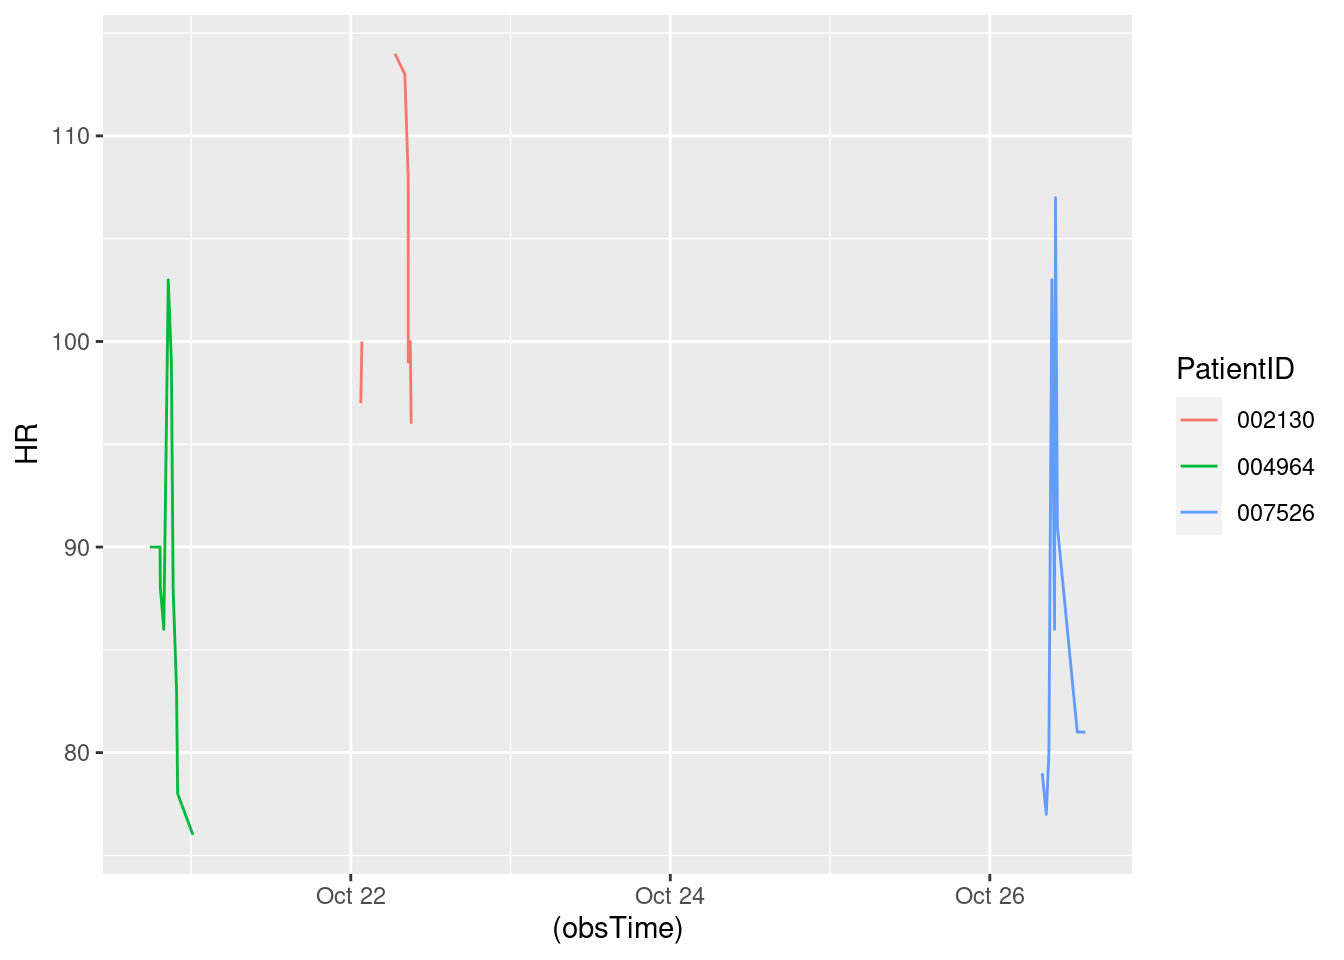 110
100
90
80
HR
Oct 22
Oct 24
Oct 26
(obsTime)
PatientID
002130
004964
007526